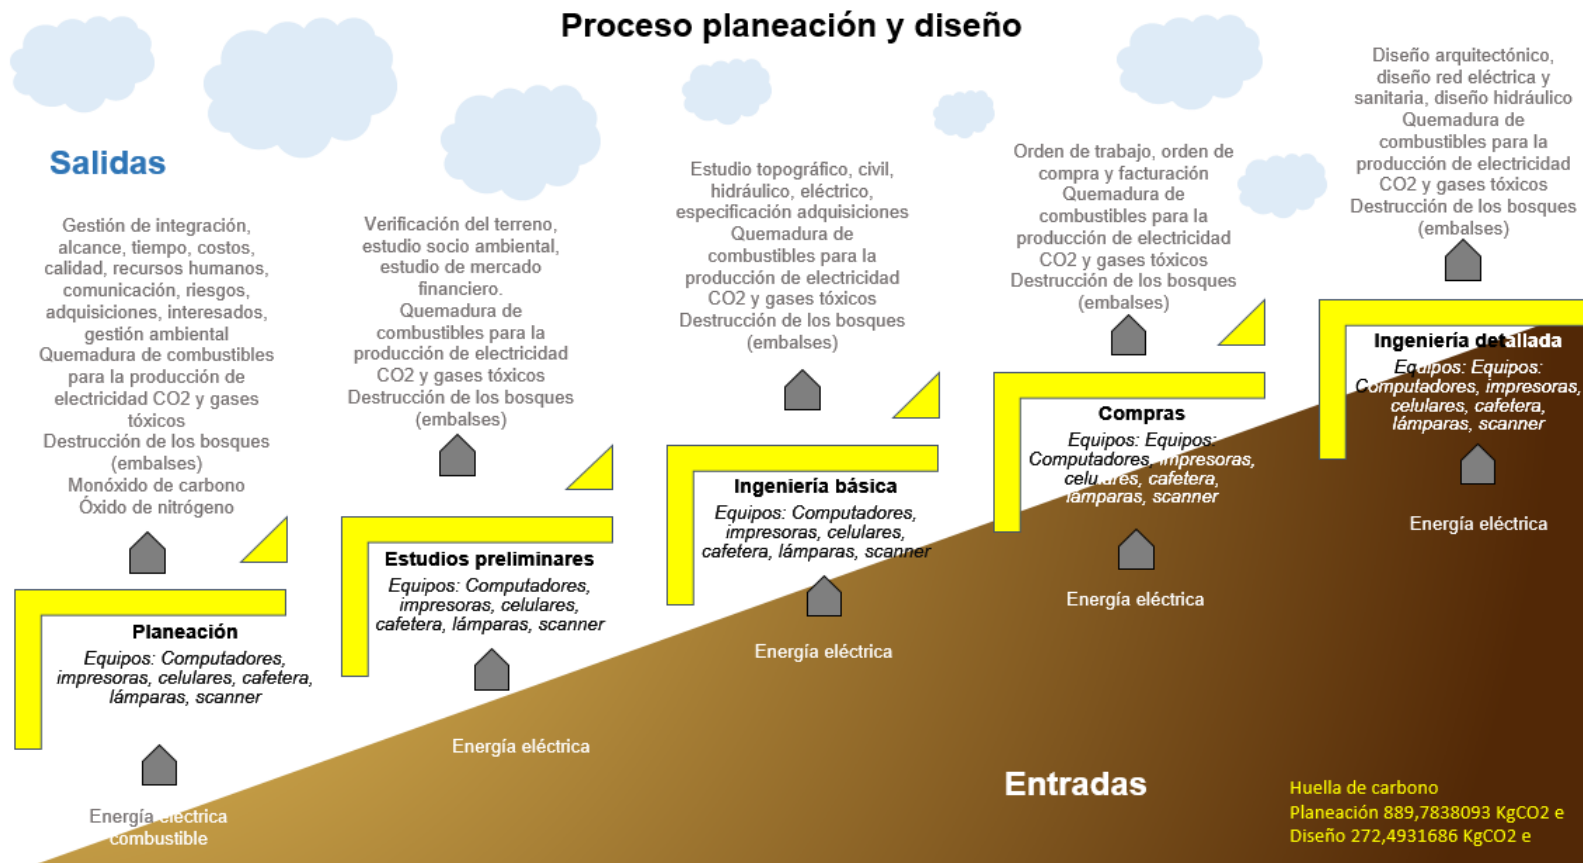 Proceso planeación y diseño
Salidas
Gestión de integración,
alcance, tiempo, costos,
calidad, recursos humanos,
comunicación, riesgos,
adquisiciones, interesados,
gestión ambiental
Quemadura de combustibles
para la producción de
electricidad CO2 y gases
tóxicos
Destrucción de los bosques
(embalses)
Monóxido de carbono
Óxido de nitrógeno
Planeación
Equipos: Computadores,
impresoras, celulares, cafetera,
lámparas, scanner
Energía eléctrica
combustible
Verificación del terreno,
estudio socio ambiental,
estudio de mercado
financiero.
Quemadura de
combustibles para la
producción de electricidad
CO2 y gases tóxicos
Destrucción de los bosques
(embalses)
Estudios preliminares
Equipos: Computadores,
impresoras, celulares,
cafetera, lámparas, scanner
Energía eléctrica
Estudio topográfico, civil,
hidráulico, eléctrico,
especificación adquisiciones
Quemadura de
combustibles para la
producción de electricidad
CO2 y gases tóxicos
Destrucción de los bosques
(embalses)
Ingeniería básica
Equipos: Computadores,
impresoras, celulares,
cafetera, lámparas, scanner
Energía eléctrica
Orden de trabajo, orden de
compra y facturación
Quemadura de
combustibles para la
producción de electricidad
CO2 y gases tóxicos
Destrucción de los bosques
(embalses)
Compras
Equipos: Equipos:
Computadores, impresoras,
celulares, cafetera,
lámparas, scanner
Energía eléctrica
Diseño arquitectónico,
diseño red eléctrica y
sanitaria, diseño hidráulico
Quemadura de
combustibles para la
producción de electricidad
CO2 y gases tóxicos
Destrucción de los bosques
(embalses)
Ingeniería detallada
Equipos: Equipos:
Computadores, impresoras,
celulares, cafetera,
lámparas, scanner
Energía eléctrica
Entradas
Huella de carbono
Planeación 889,7838093 KgCO2 e
Diseño 272,4931686 KgCO2 e